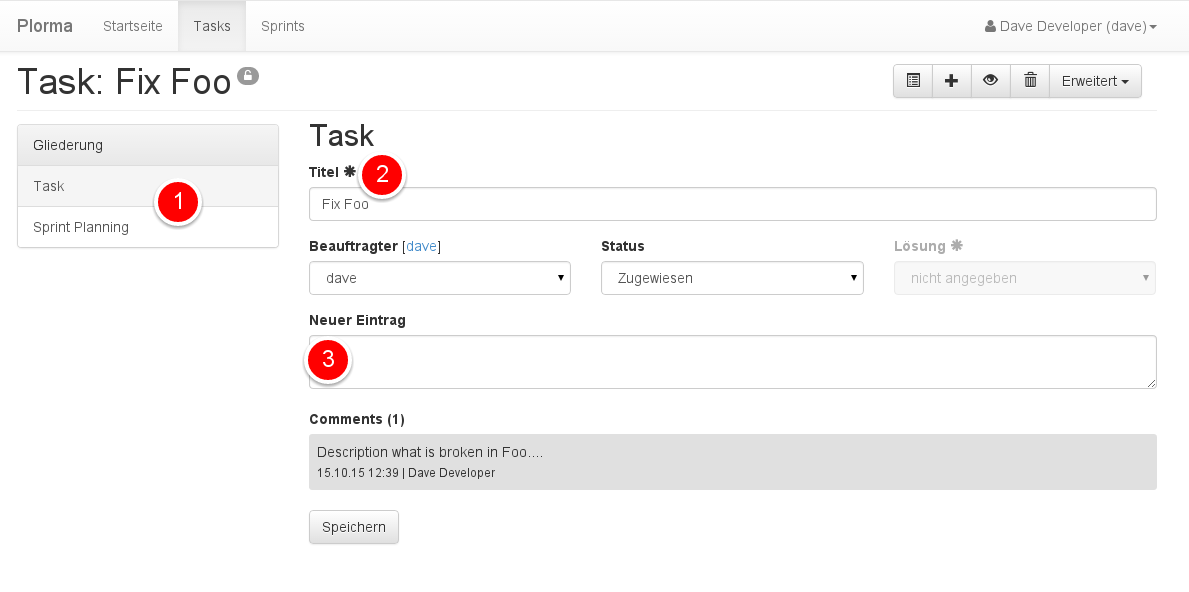 Plorma Startseite Tasks Sprints Dave Developer (dave)
Task: Fix Foo
Erweitert
Gliederung
Task
1
Sprint Planning
Task
Titel ✱ 2
Fix Foo
Beauftragter [dave] Status Lösung ✱
dave Zugewiesen nicht angegeben
Neuer Eintrag
3
Comments (1)
Description what is broken in Foo....
15.10.15 12:39 | Dave Developer
Speichern